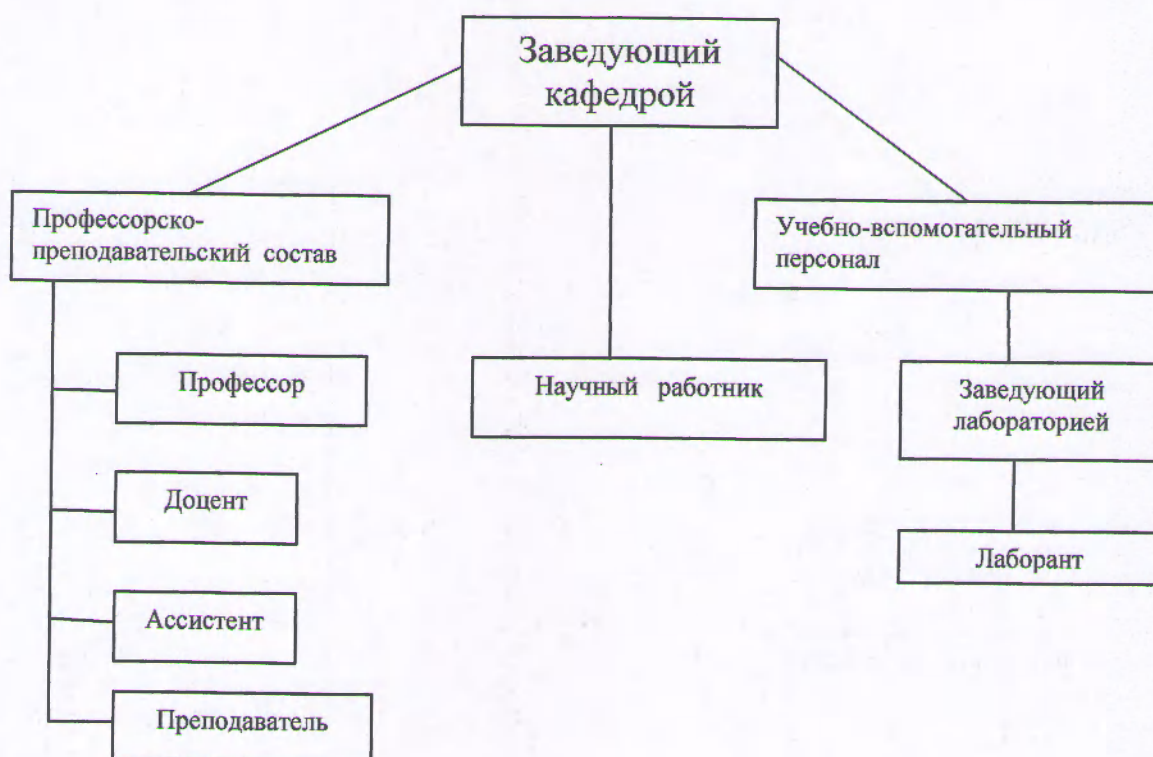 Заведующий
кафедрой
Профессорско-
преподавательский состав
Учебно-вспомогательный
персонал
Профессор
Научный работник
Заведующий
лабораторией
Доцент
Лаборант
Ассистент
Преподаватель